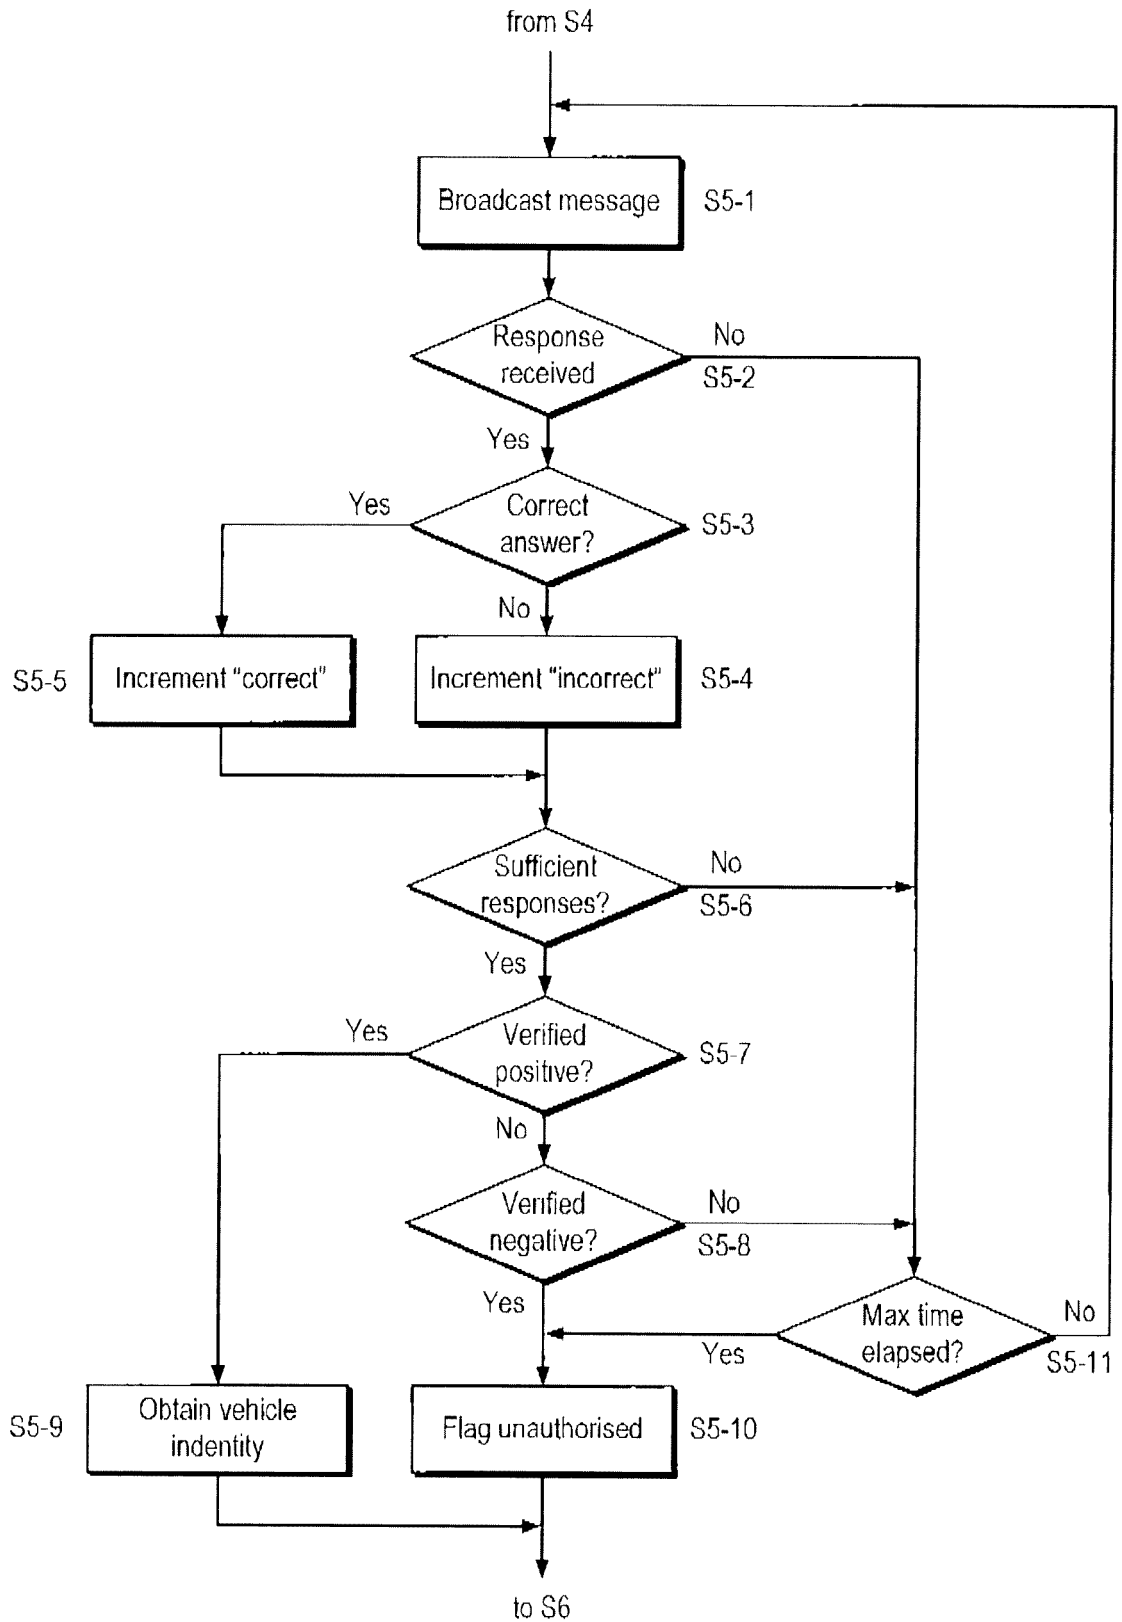 from S4
Broadcast message
S5-1
Response
received
No
S5-2
Yes
Correct
answer?
S5-3
Yes
No
S5-5
Increment "correct"
Increment "incorrect"
S5-4
Sufficient
responses?
No
S5-6
Yes
Verified
positive?
Yes
S5-7
No
Verified
negative?
No
S5-8
Yes
Max time
elapsed?
No
S5-11
Yes
S5-9
Obtain vehicle
indentity
Flag unauthorised
S5-10
to S6